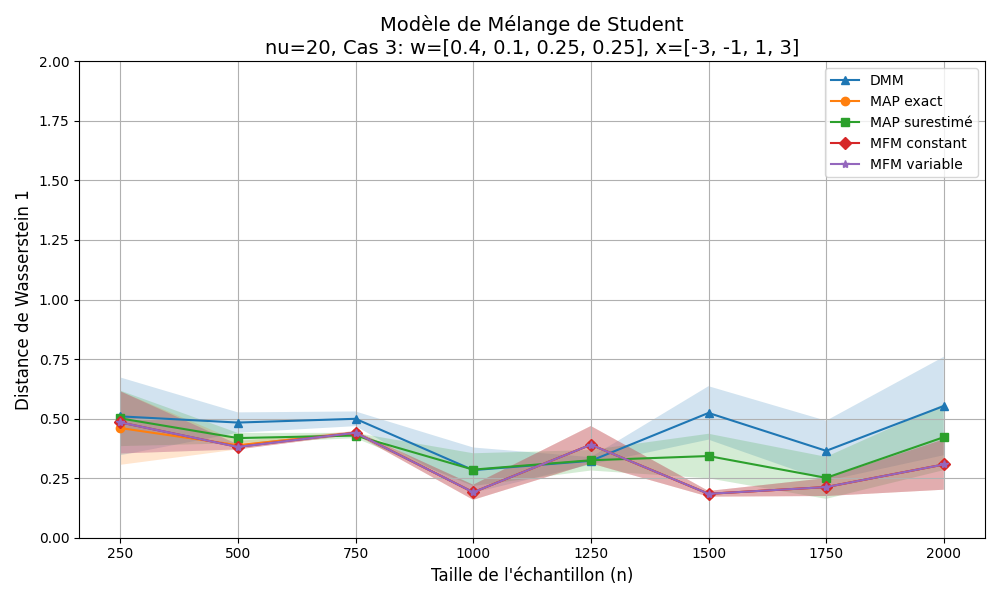 Modèle de Mélange de Student
nu=20, Cas 3: w=[0.4, 0.1, 0.25, 0.25], x=[-3, -1, 1, 3]
Distance de Wasserstein 1
2.00
1.75
1.50
1.25
1.00
0.75
0.50
0.25
0.00
DMM
MAP exact
MAP surestimé
MFM constant
MFM variable
250 500 750 1000 1250 1500 1750 2000
Taille de l'échantillon (n)